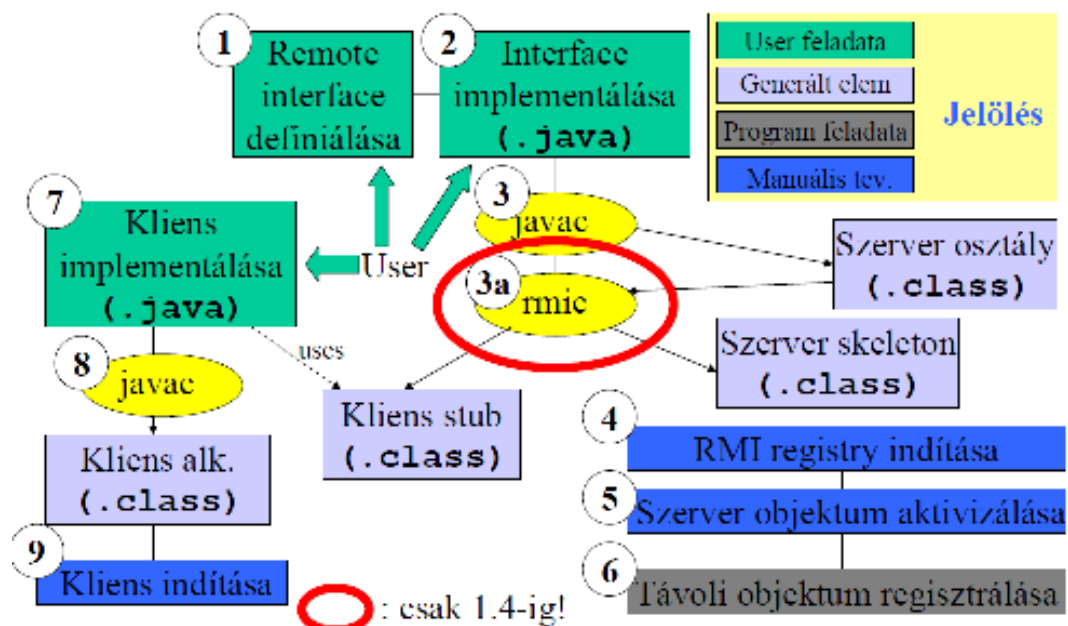 1
Remote
interface
definiálása
2
Interface
implementálása
(.java)
User feladata
Generált elem
Program feladata
Manuális tev.
Jelölés
3
javac
7
Kliens
implementálása
(.java)
User
3a
rmic
Szerver osztály
(.class)
8
javac
uses
Szerver skeleton
(.class)
Kliens stub
(.class)
Kliens alk.
(.class)
4
RMI registry indítása
5
Szerver objektum aktivizálása
9
Kliens indítása
6
Távoli objektum regisztrálása
: csak 1.4-ig!